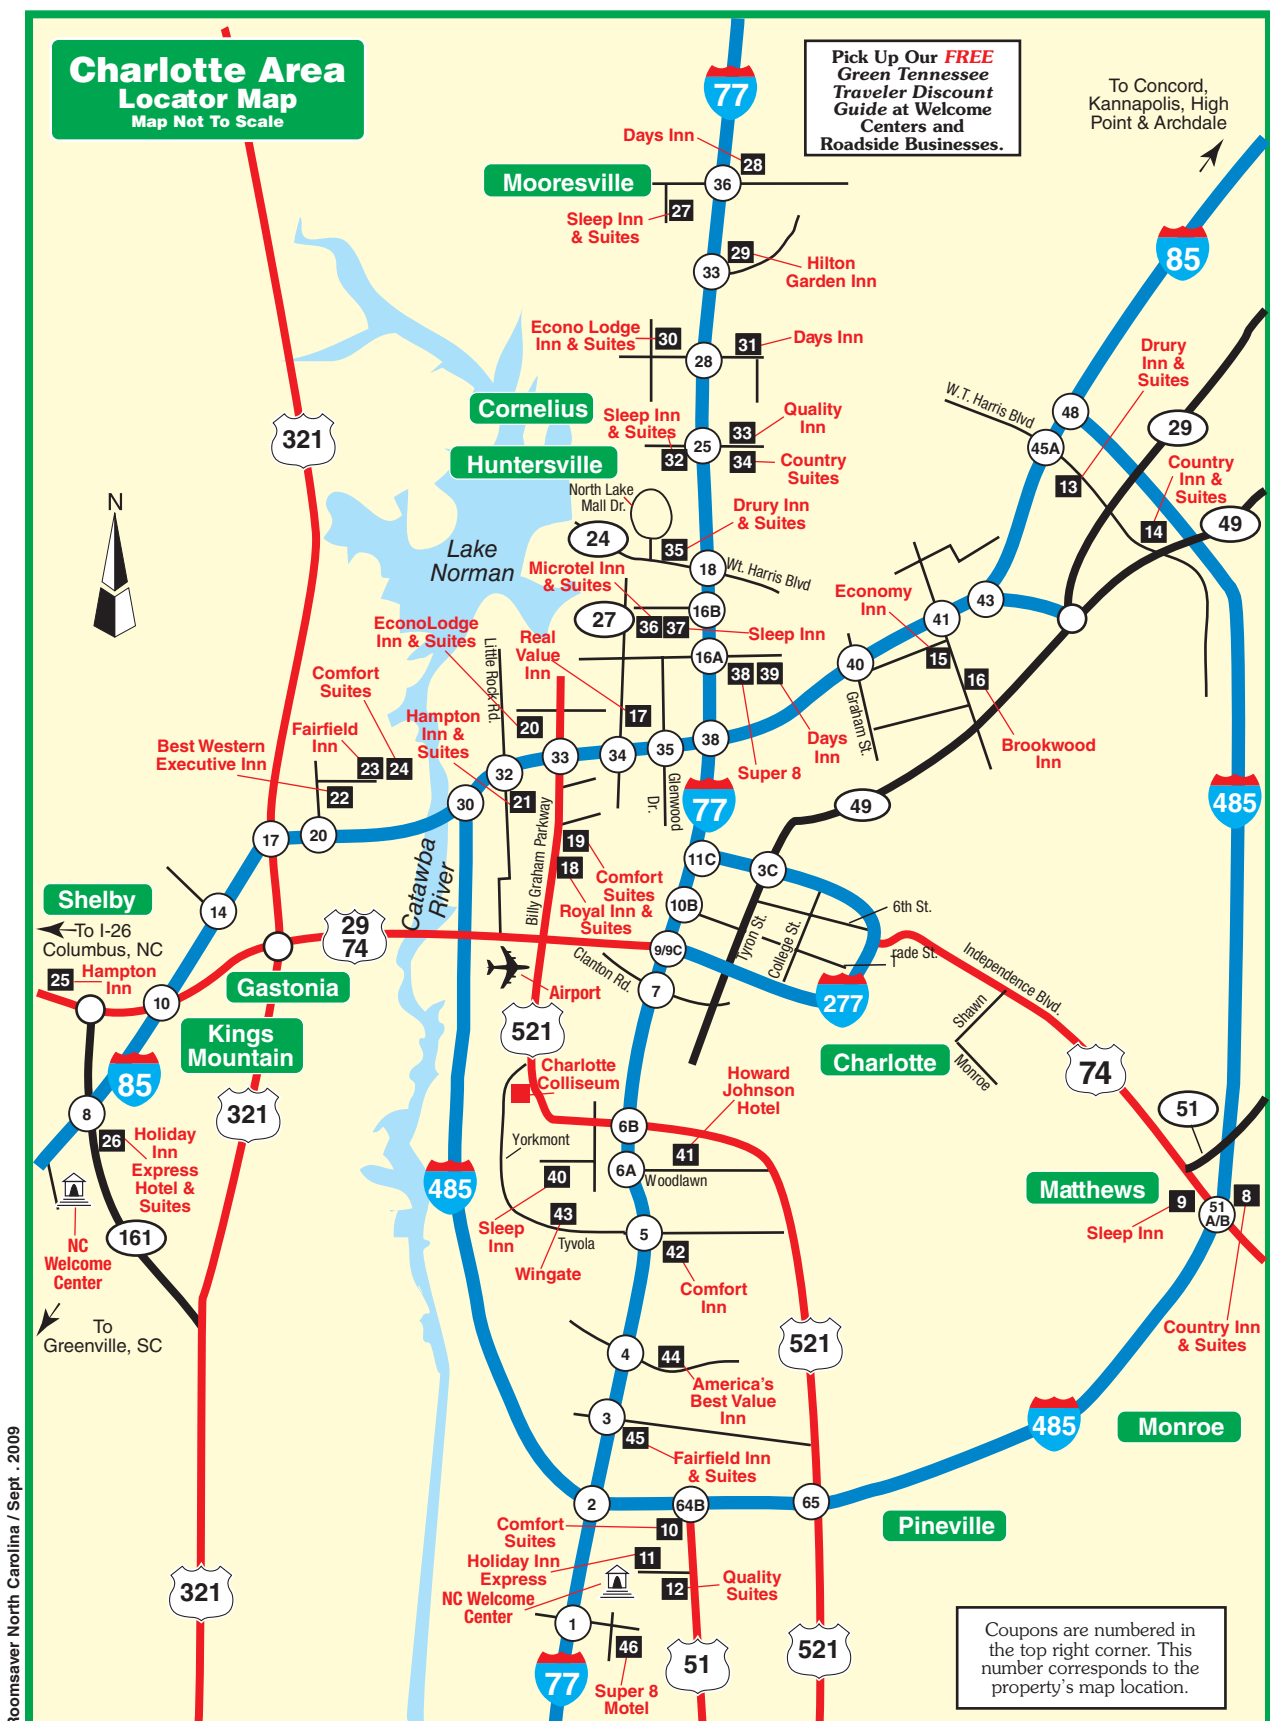 Charlotte Area
Locator Map
Map Not To Scale
77
Pick Up Our FREE
Green Tennessee
Traveler Discount
Guide at Welcome
Centers and
Roadside Businesses.
To Concord,
Kannapolis, High
Point & Archdale
Days Inn
28
Mooresville
36
Sleep Inn
& Suites
27
29
33
Hilton
Garden Inn
85
Econo Lodge
Inn & Suites
30
31
Days Inn
28
Drury
Inn &
Suites
W.T. Harris Blvd
48
29
45A
Cornelius
Sleep Inn
& Suites
Quality
Inn
33
25
32
34
Country
Suites
Huntersville
321
13
Country
Inn &
Suites
14
49
North Lake
Mall Dr.
Drury Inn
& Suites
24
35
18
Wt. Harris Blvd
N
Lake
Norman
Microtel Inn
& Suites
16B
27
36
37
Sleep Inn
Economy
Inn
43
41
15
EconoLodge
Inn & Suites
Little Rock Rd.
Real
Value
Inn
16A
38
39
40
16
Graham St.
Comfort
Suites
Hampton
Inn &
Suites
20
17
Fairfield
Inn
Best Western
Executive Inn
23
24
22
33
34
35
38
Super 8
Days
Inn
Brookwood
Inn
32
30
21
Glenwood
Dr.
77
49
485
17
20
Billy Graham Parkway
19
18
Comfort
Suites
Royal Inn &
Suites
11C
3C
Catawba
River
Shelby
To I-26
Columbus, NC
14
29
74
10B
6th St.
Tyron St.
College St.
rade St.
T
9/9C
Clanton Rd.
7
277
Independence Blvd.
Shawn
Monroe
25
Hampton
Inn
10
Gastonia
Airport
521
Kings
Mountain
85
321
Charlotte
Colliseum
Charlotte
74
Howard
Johnson
Hotel
51
8
26
Holiday
Inn
Express
Hotel &
Suites
6B
Yorkmont
41
6A
Woodlawn
40
485
Matthews
9
8
51
A/B
Sleep Inn
161
NC
Welcome
Center
Sleep
Inn
43
Tyvola
5
42
Wingate
Comfort
Inn
To
Greenville, SC
521
Country Inn
& Suites
4
44
America's
Best Value
Inn
3
45
Fairfield Inn
& Suites
485
Monroe
2
64B
65
Pineville
Comfort
Suites
10
Holiday Inn
Express
11
12
Quality
Suites
NC Welcome
Center
321
1
46
77
Super 8
Motel
51
521
Coupons are numbered in
the top right corner. This
number corresponds to the
property's map location.
Roomsaver North Carolina / Sept . 2009